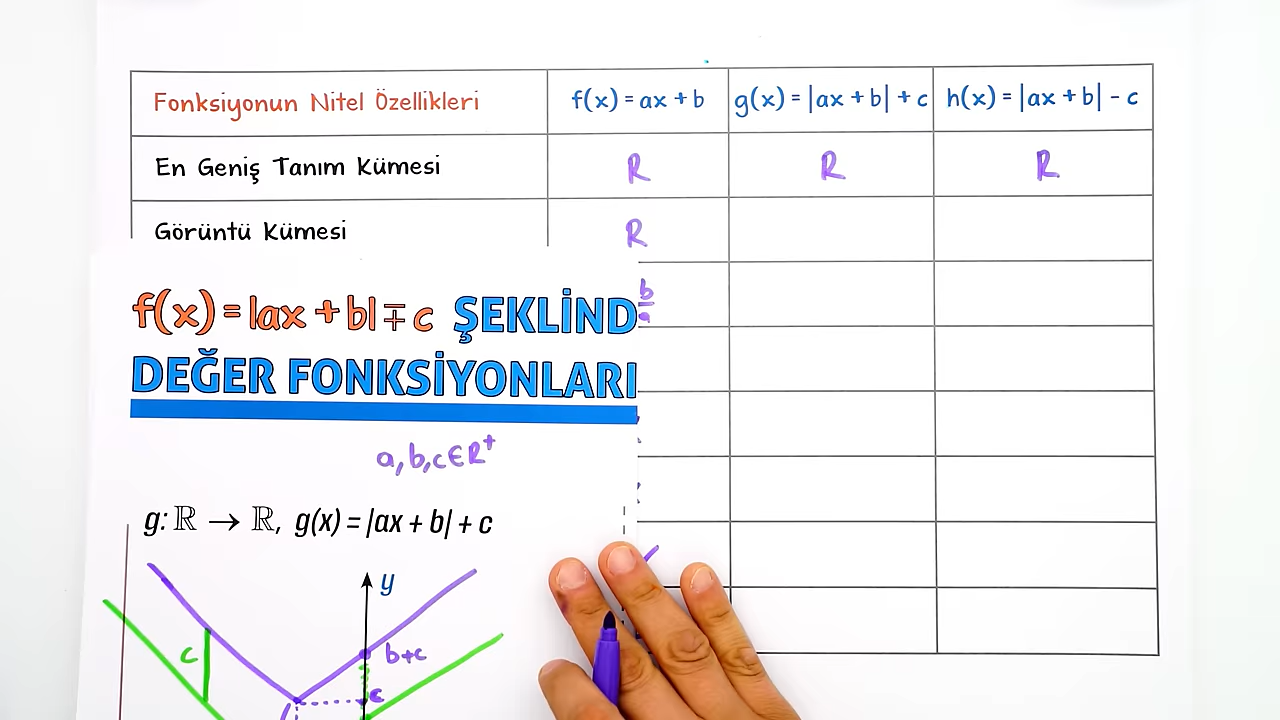 Fonksiyonun Nitel Özellikleri f(x) = ax + b g(x) = |ax + b| + c h(x) = |ax + b| - c
En Geniş Tanım Kümesi R R R
Görüntü Kümesi R
b
a
f(x) = |ax + b| ∓ c ŞEKLİND
DEĞER FONKSİYONLARI
a, b, c ∈ R⁺
g: ℝ → ℝ, g(x) = |ax + b| + c
y
b+c
c
c